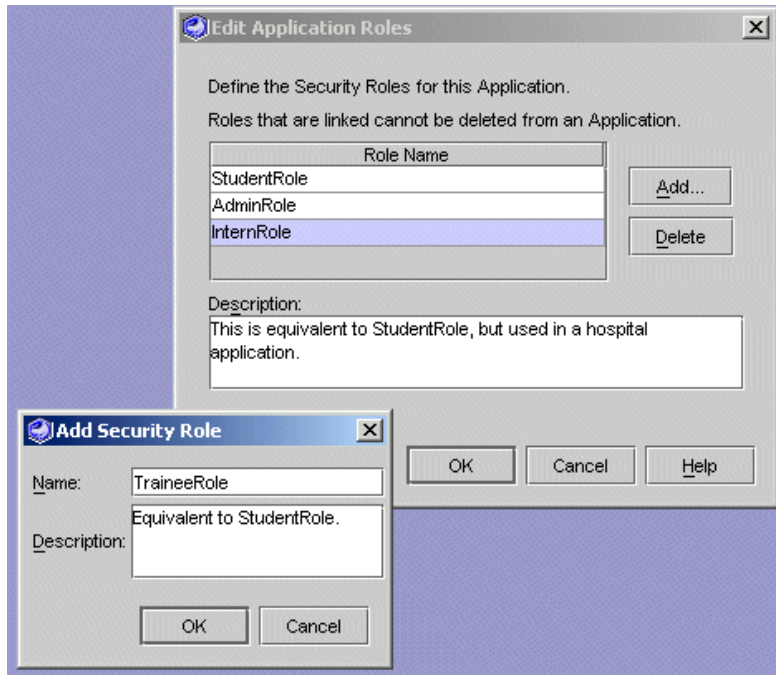 Edit Application Roles
Define the Security Roles for this Application.
Roles that are linked cannot be deleted from an Application.
Role Name
StudentRole
AdminRole
InternRole
Add...
Delete
Description:
This is equivalent to StudentRole, but used in a hospital
application.
OK
Cancel
Help
Add Security Role
Name:
TraineeRole
Description:
Equivalent to StudentRole.
OK
Cancel